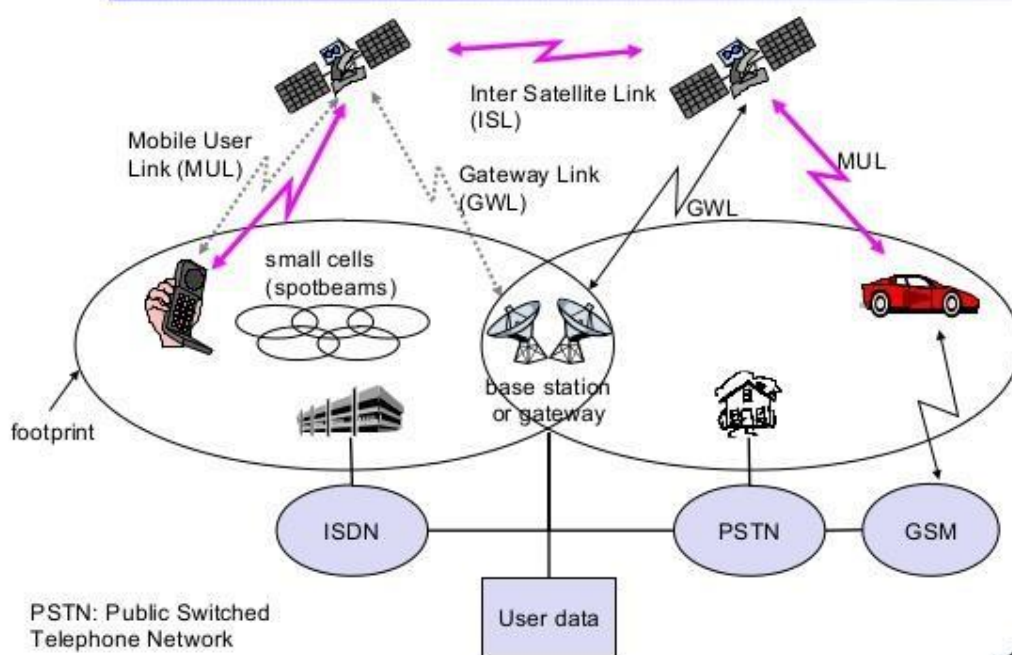 Inter Satellite Link
(ISL)
Mobile User
Link (MUL)
Gateway Link
(GWL)
MUL
GWL
small cells
(spotbeams)
base station
or gateway
footprint
ISDN
PSTN
GSM
User data
PSTN: Public Switched
Telephone Network